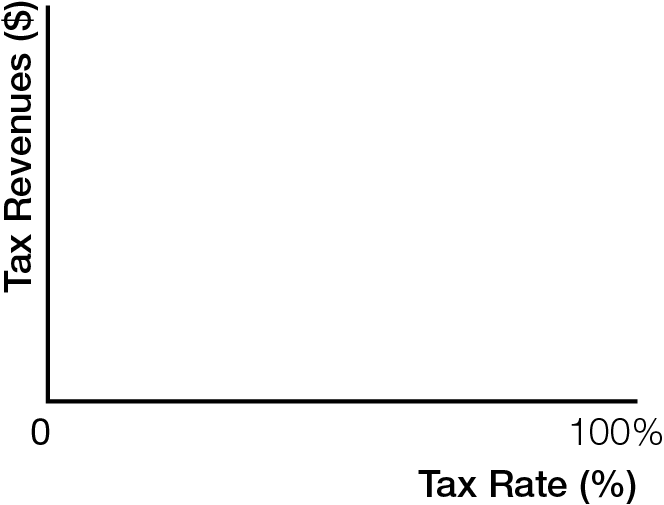 Tax Revenues ($)
0
100%
Tax Rate (%)